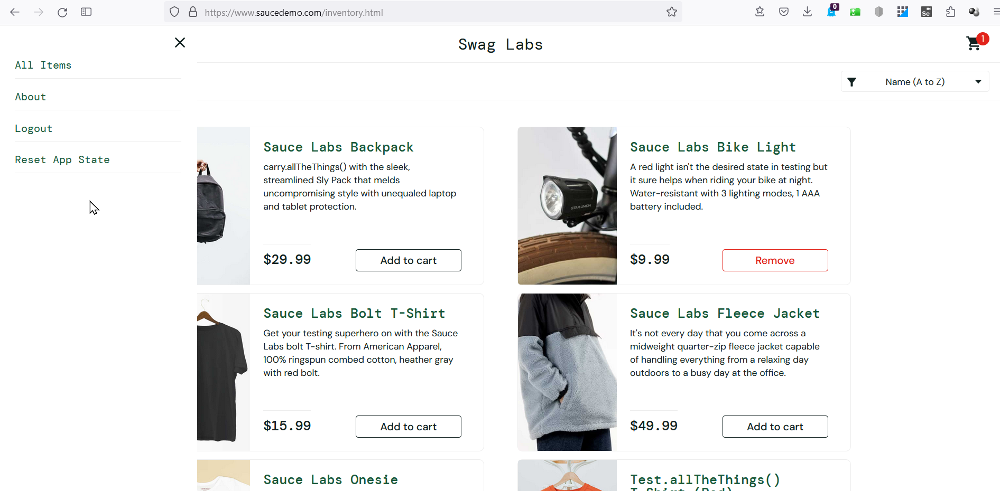 https://www.saucedemo.com/inventory.html
0
Se
Swag Labs
1
All Items
About
Logout
Reset App State
Name (A to Z)
Sauce Labs Backpack
carry.allTheThings() with the sleek,
streamlined Sly Pack that melds
uncompromising style with unequaled laptop
and tablet protection.
$29.99
Add to cart
Sauce Labs Bike Light
A red light isn't the desired state in testing but
it sure helps when riding your bike at night.
Water-resistant with 3 lighting modes, 1 AAA
battery included.
STAR UNION
$9.99
Remove
Sauce Labs Bolt T-Shirt
Get your testing superhero on with the Sauce
Labs bolt T-shirt. From American Apparel,
100% ringspun combed cotton, heather gray
with red bolt.
$15.99
Add to cart
Sauce Labs Fleece Jacket
It's not every day that you come across a
midweight quarter-zip fleece jacket capable
of handling everything from a relaxing day
outdoors to a busy day at the office.
$49.99
Add to cart
Sauce Labs Onesie
Test.allTheThings()
T-Shirt (Red)